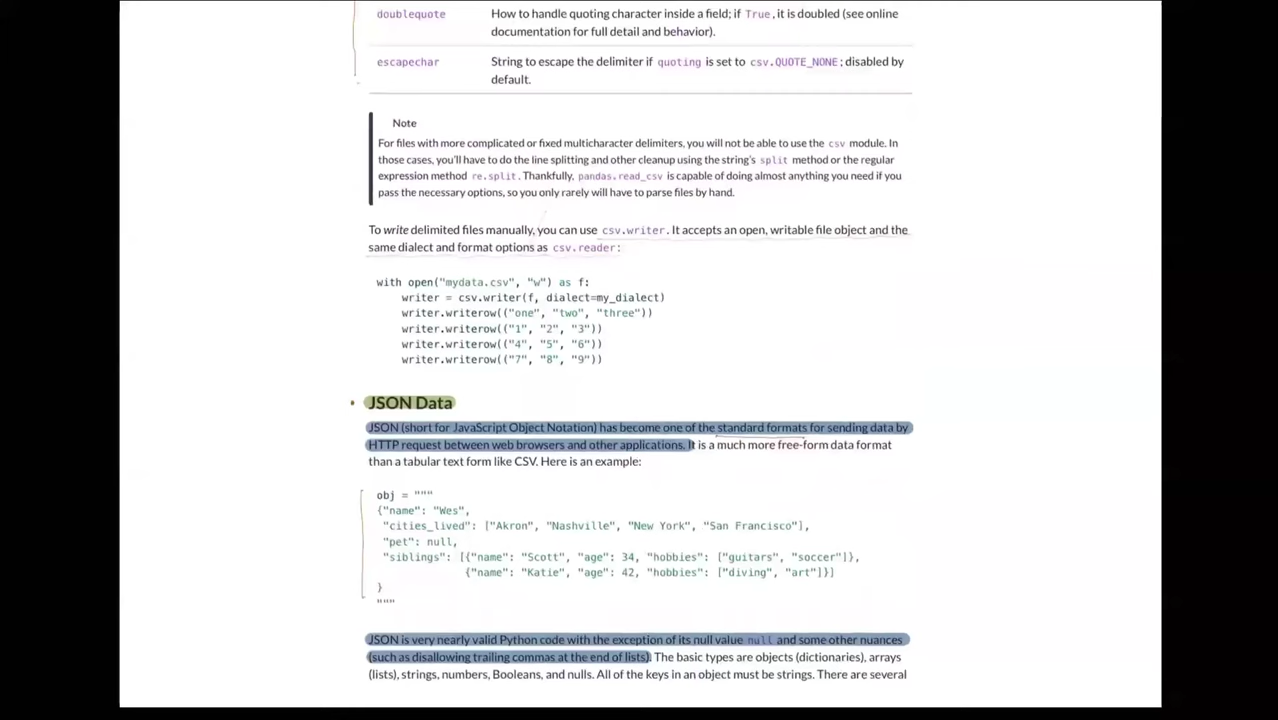 doublequote How to handle quoting character inside a field; if True, it is doubled (see online
documentation for full detail and behavior).
escapechar String to escape the delimiter if quoting is set to csv.QUOTE_NONE; disabled by
default.
Note
For files with more complicated or fixed multicharacter delimiters, you will not be able to use the csv module. In
those cases, you'll have to do the line splitting and other cleanup using the string's split method or the regular
expression method re.split. Thankfully, pandas.read_csv is capable of doing almost anything you need if you
pass the necessary options, so you only rarely will have to parse files by hand.
To write delimited files manually, you can use csv.writer. It accepts an open, writable file object and the
same dialect and format options as csv.reader:
with open("mydata.csv", "w") as f:
    writer = csv.writer(f, dialect=my_dialect)
    writer.writerow(("one", "two", "three"))
    writer.writerow(("1", "2", "3"))
    writer.writerow(("4", "5", "6"))
    writer.writerow(("7", "8", "9"))
JSON Data
JSON (short for JavaScript Object Notation) has become one of the standard formats for sending data by
HTTP request between web browsers and other applications. It is a much more free-form data format
than a tabular text form like CSV. Here is an example:
obj = """
{"name": "Wes",
 "cities_lived": ["Akron", "Nashville", "New York", "San Francisco"],
 "pet": null,
 "siblings": [{"name": "Scott", "age": 34, "hobbies": ["guitars", "soccer"]},
              {"name": "Katie", "age": 42, "hobbies": ["diving", "art"]}]
}
"""
JSON is very nearly valid Python code with the exception of its null value null and some other nuances
(such as disallowing trailing commas at the end of lists). The basic types are objects (dictionaries), arrays
(lists), strings, numbers, Booleans, and nulls. All of the keys in an object must be strings. There are several